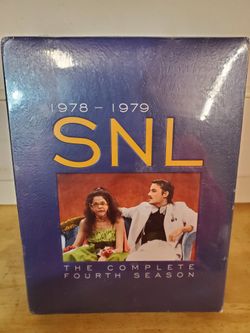 1978 – 1979
SNL
THE COMPLETE
FOURTH SEASON